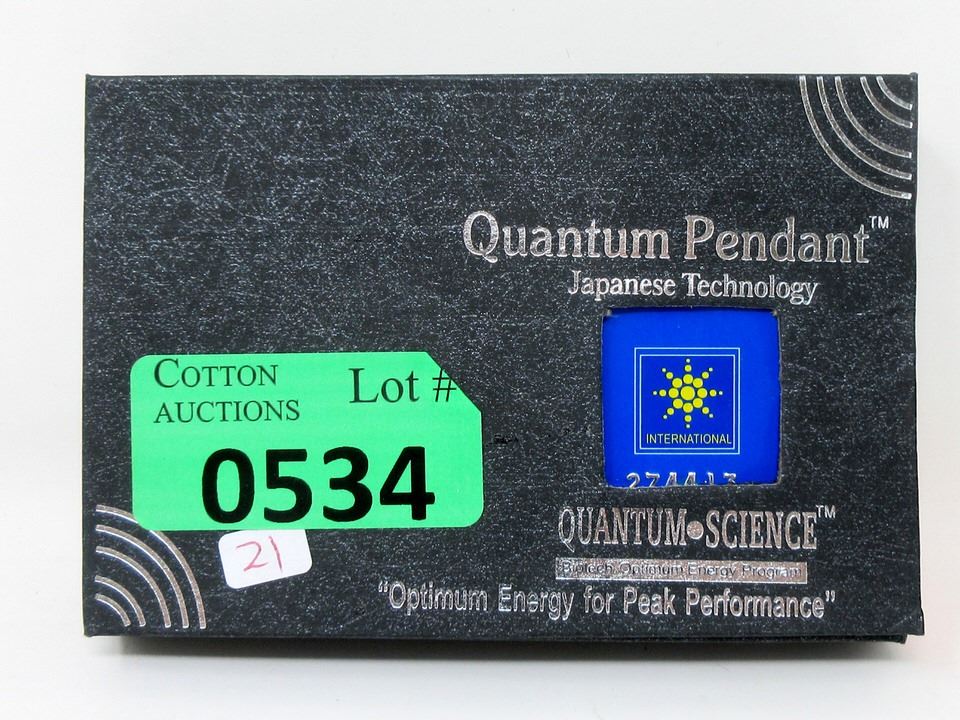 Quantum Pendant™
Japanese Technology
INTERNATIONAL
QUANTUM•SCIENCE™
Biotech Optimum Energy Program
"Optimum Energy for Peak Performance"
COTTON
AUCTIONS
Lot #
0534
21